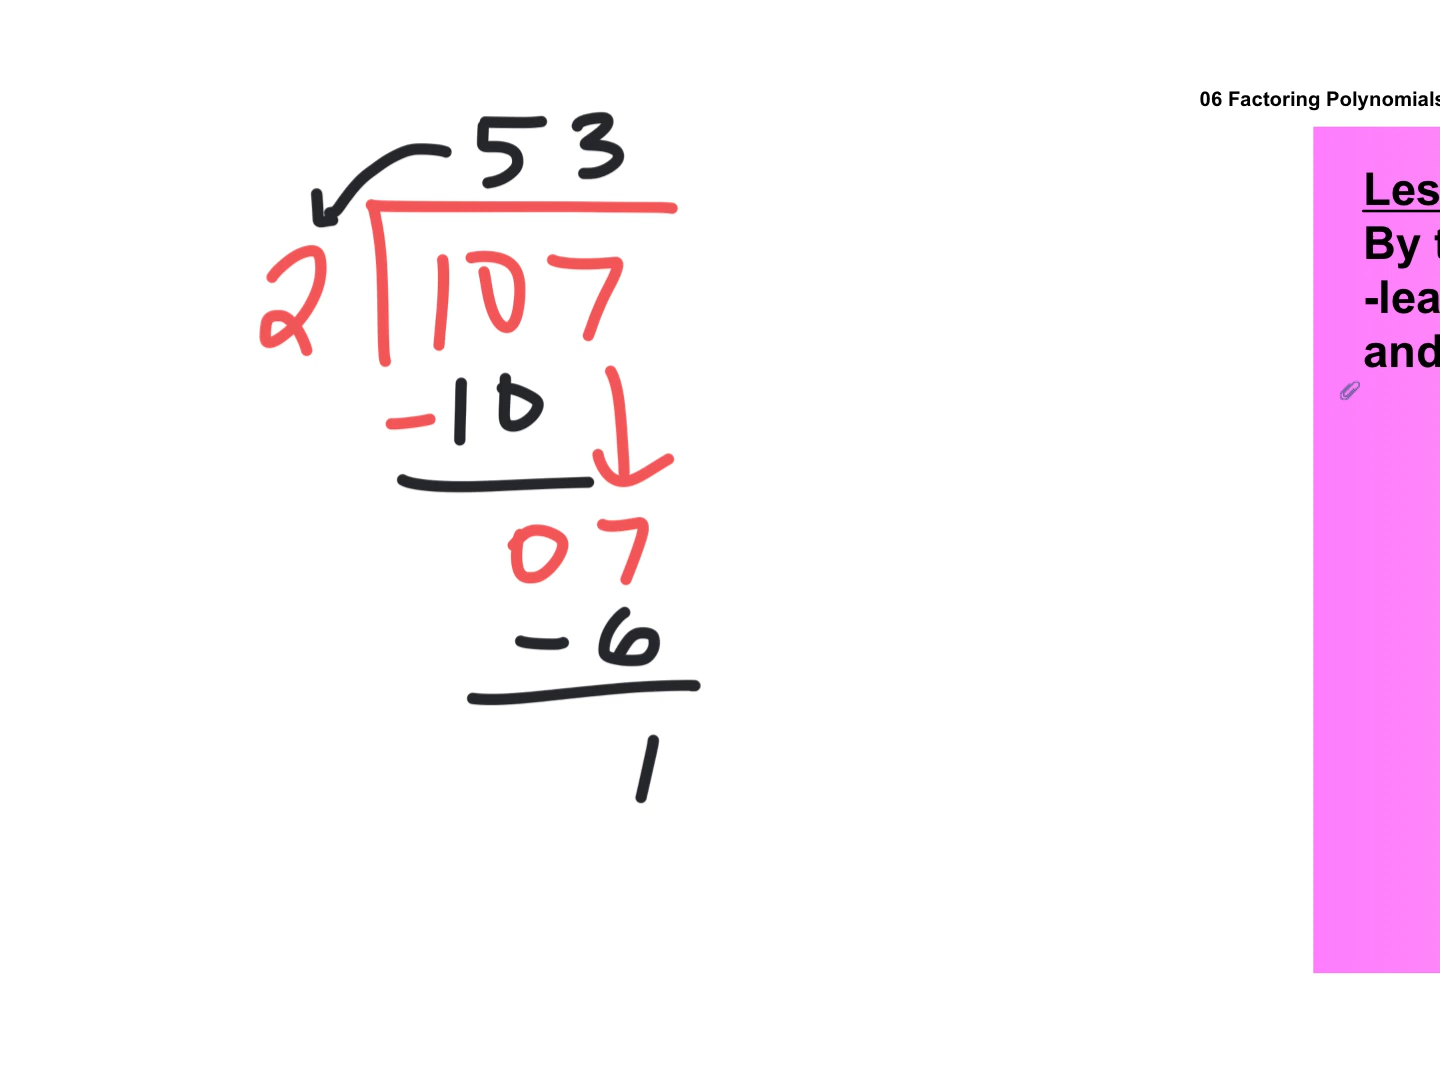 06 Factoring Polynomials
53
2 107
-10
07
-6
1
Les
By t
-lea
and